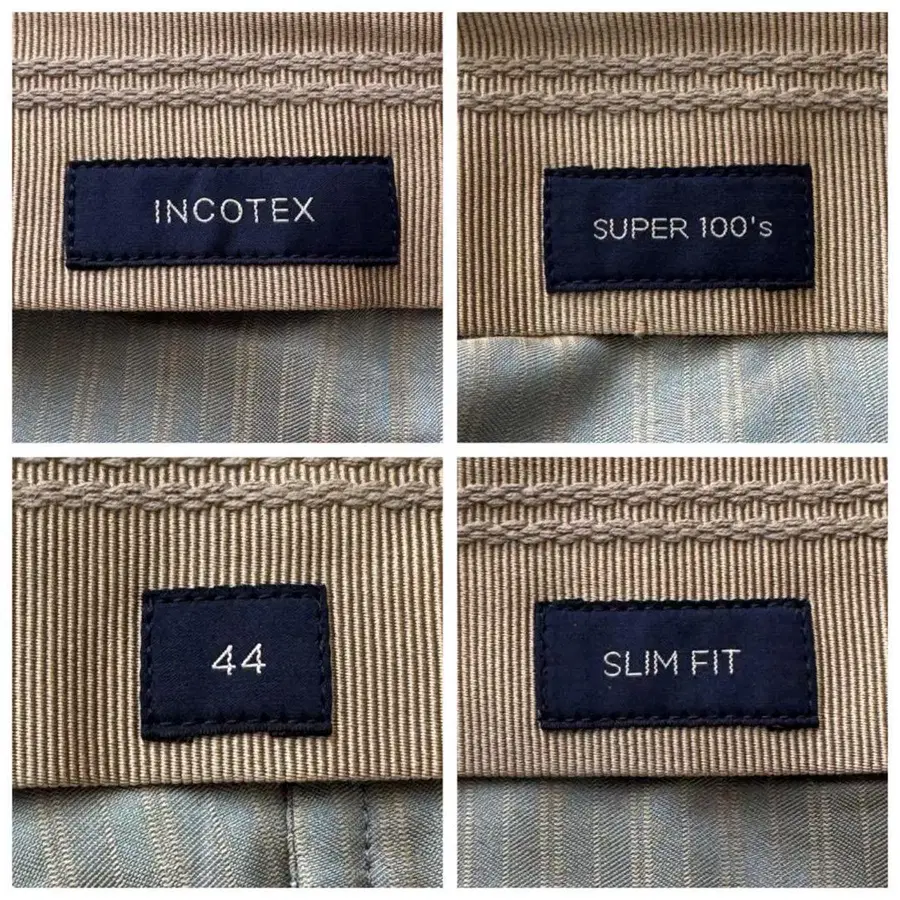 INCOTEX
SUPER 100's
44
SLIM FIT